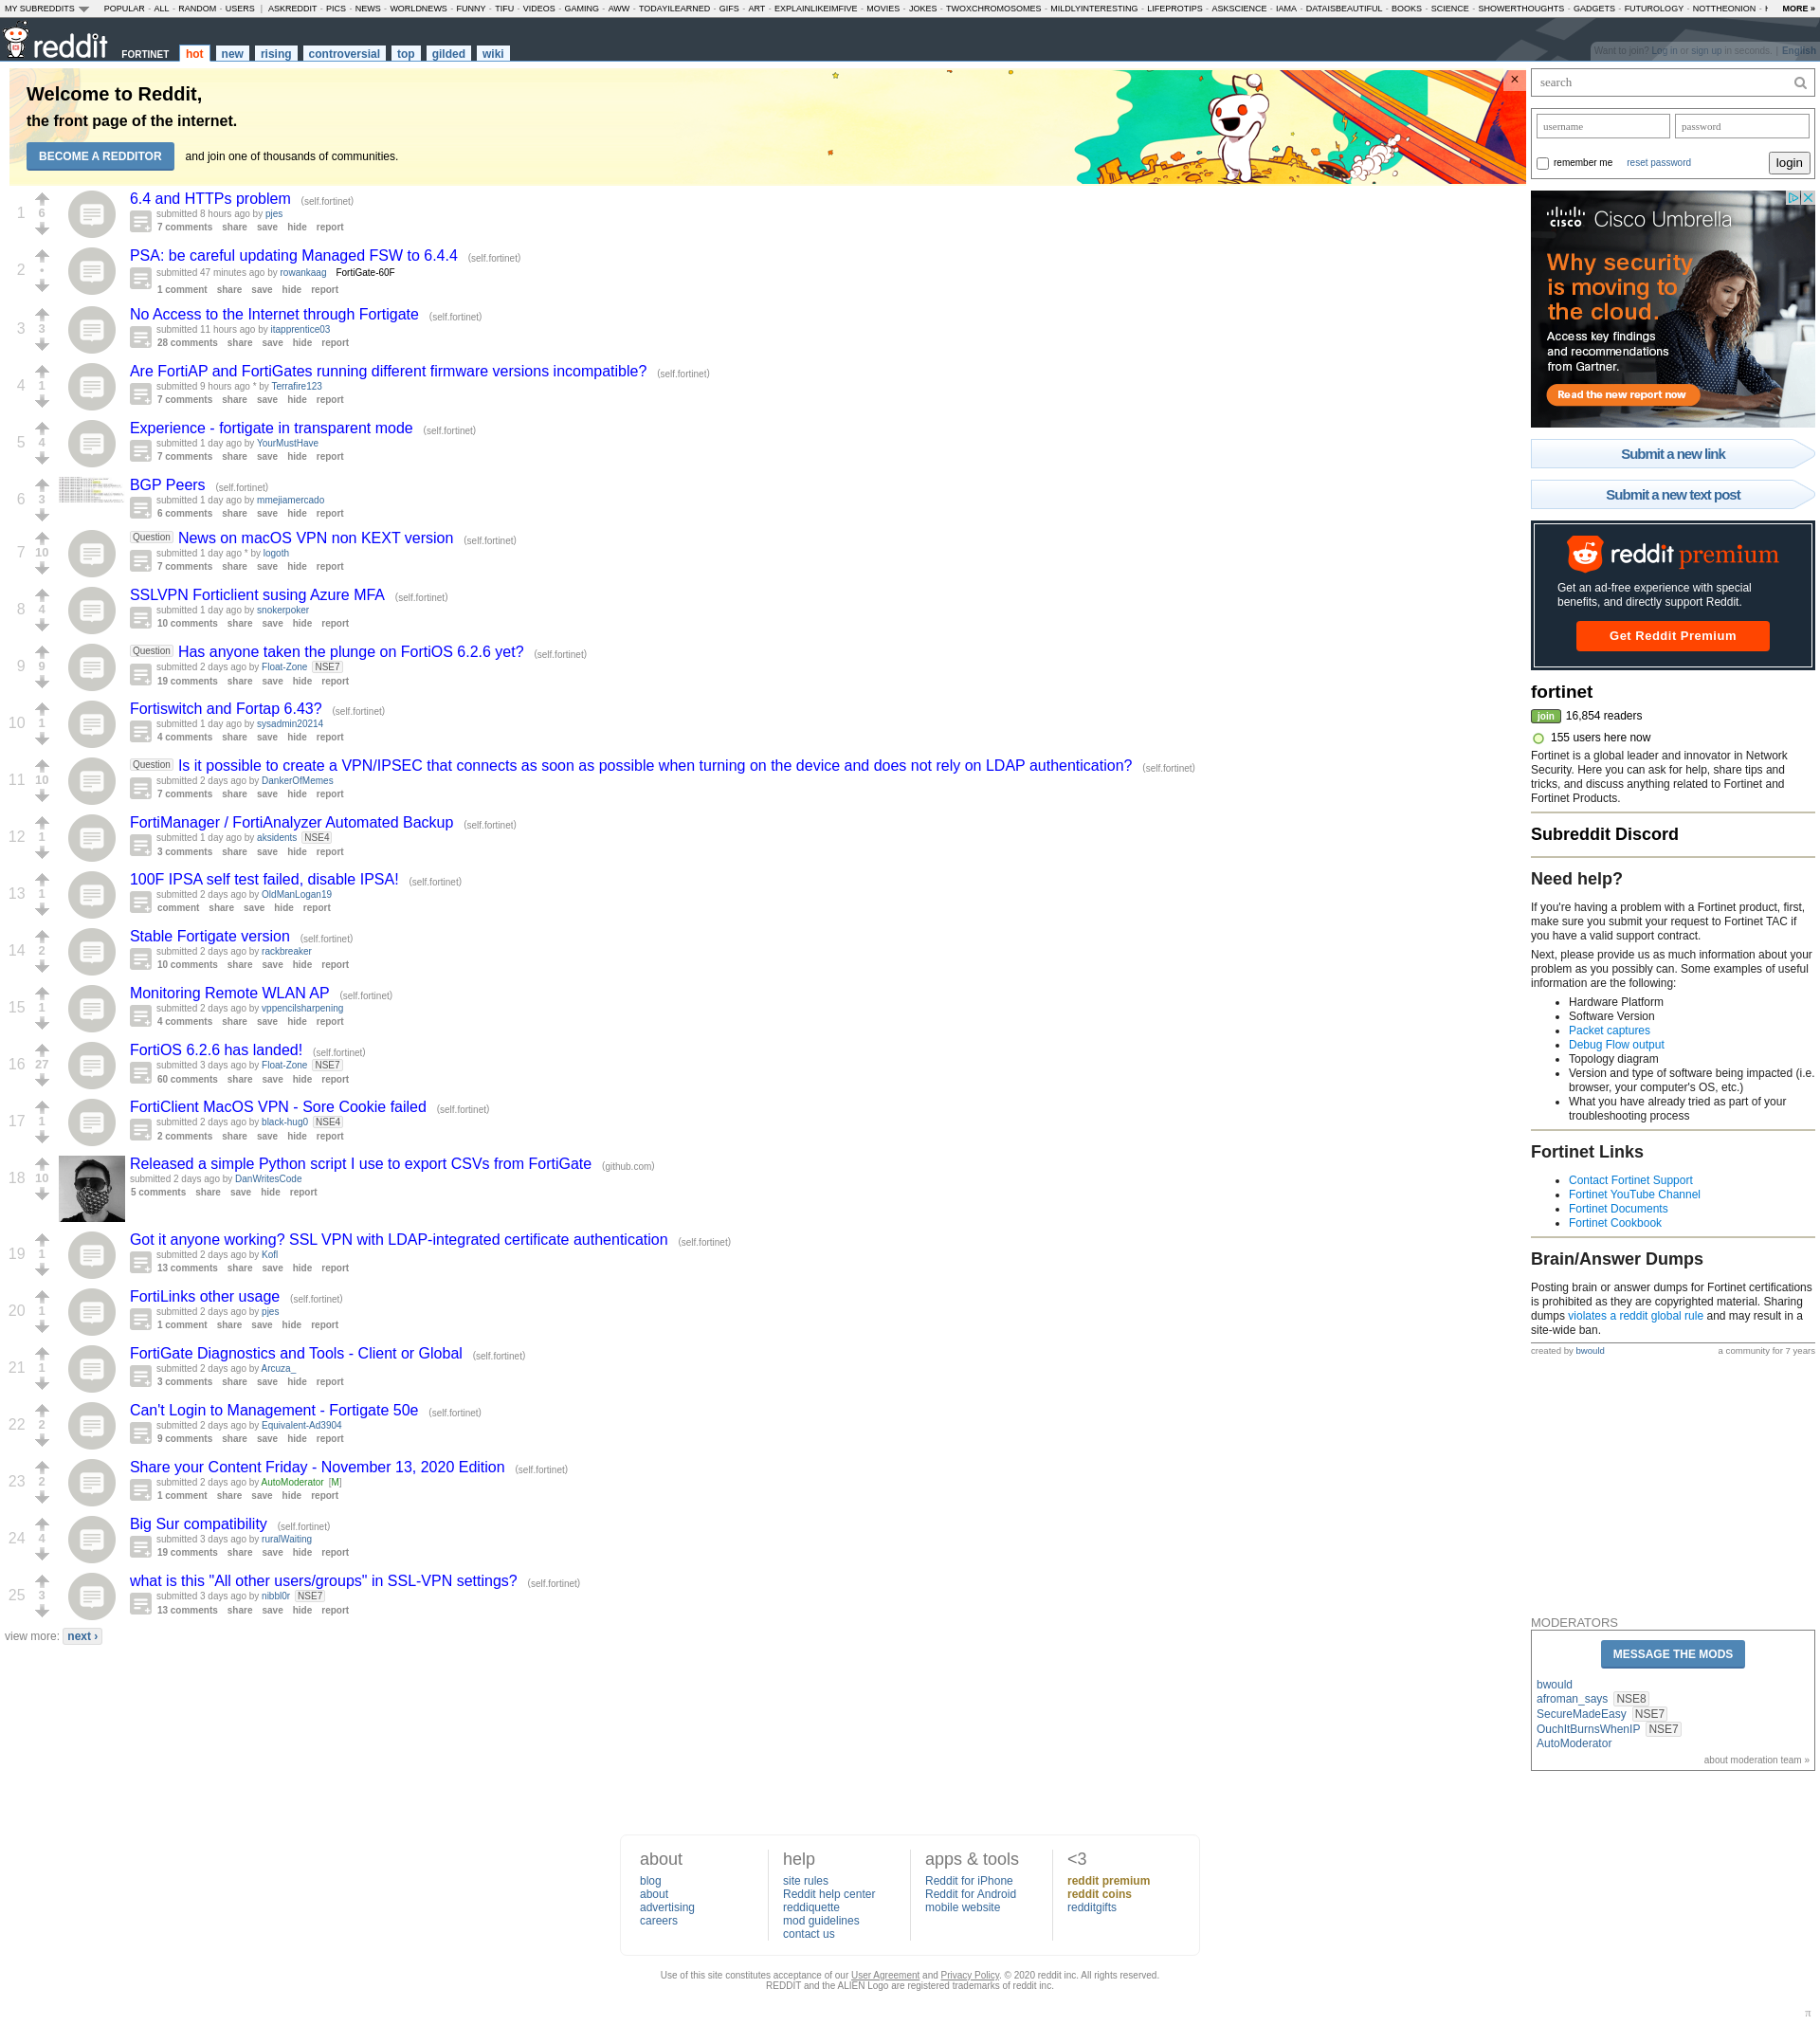 MY SUBREDDITS POPULAR - ALL - RANDOM - USERS | ASKREDDIT - PICS - NEWS - WORLDNEWS - FUNNY - TIFU - VIDEOS - GAMING - AWW - TODAYILEARNED - GIFS - ART - EXPLAINLIKEIMFIVE - MOVIES - JOKES - TWOXCHROMOSOMES - MILDLYINTERESTING - LIFEPROTIPS - ASKSCIENCE - IAMA - DATAISBEAUTIFUL - BOOKS - SCIENCE - SHOWERTHOUGHTS - GADGETS - FUTUROLOGY - NOTTHEONION - MORE »
reddit FORTINET hot new rising controversial top gilded wiki
Want to join? Log in or sign up in seconds. | English
Welcome to Reddit,
the front page of the internet.
BECOME A REDDITOR and join one of thousands of communities.
×
1 6 6.4 and HTTPs problem (self.fortinet)
submitted 8 hours ago by pjes
7 comments share save hide report
2 • PSA: be careful updating Managed FSW to 6.4.4 (self.fortinet)
submitted 47 minutes ago by rowankaag FortiGate-60F
1 comment share save hide report
3 3 No Access to the Internet through Fortigate (self.fortinet)
submitted 11 hours ago by itapprentice03
28 comments share save hide report
4 1 Are FortiAP and FortiGates running different firmware versions incompatible? (self.fortinet)
submitted 9 hours ago * by Terrafire123
7 comments share save hide report
5 4 Experience - fortigate in transparent mode (self.fortinet)
submitted 1 day ago by YourMustHave
7 comments share save hide report
6 3 BGP Peers (self.fortinet)
submitted 1 day ago by mmejiamercado
6 comments share save hide report
7 10 Question News on macOS VPN non KEXT version (self.fortinet)
submitted 1 day ago * by logoth
7 comments share save hide report
8 4 SSLVPN Forticlient susing Azure MFA (self.fortinet)
submitted 1 day ago by snokerpoker
10 comments share save hide report
9 9 Question Has anyone taken the plunge on FortiOS 6.2.6 yet? (self.fortinet)
submitted 2 days ago by Float-Zone NSE7
19 comments share save hide report
10 1 Fortiswitch and Fortap 6.43? (self.fortinet)
submitted 1 day ago by sysadmin20214
4 comments share save hide report
11 10 Question Is it possible to create a VPN/IPSEC that connects as soon as possible when turning on the device and does not rely on LDAP authentication? (self.fortinet)
submitted 2 days ago by DankerOfMemes
7 comments share save hide report
12 1 FortiManager / FortiAnalyzer Automated Backup (self.fortinet)
submitted 1 day ago by aksidents NSE4
3 comments share save hide report
13 1 100F IPSA self test failed, disable IPSA! (self.fortinet)
submitted 2 days ago by OldManLogan19
comment share save hide report
14 2 Stable Fortigate version (self.fortinet)
submitted 2 days ago by rackbreaker
10 comments share save hide report
15 1 Monitoring Remote WLAN AP (self.fortinet)
submitted 2 days ago by vppencilsharpening
4 comments share save hide report
16 27 FortiOS 6.2.6 has landed! (self.fortinet)
submitted 3 days ago by Float-Zone NSE7
60 comments share save hide report
17 1 FortiClient MacOS VPN - Sore Cookie failed (self.fortinet)
submitted 2 days ago by black-hug0 NSE4
2 comments share save hide report
18 10 Released a simple Python script I use to export CSVs from FortiGate (github.com)
submitted 2 days ago by DanWritesCode
5 comments share save hide report
19 1 Got it anyone working? SSL VPN with LDAP-integrated certificate authentication (self.fortinet)
submitted 2 days ago by Kofl
13 comments share save hide report
20 1 FortiLinks other usage (self.fortinet)
submitted 2 days ago by pjes
1 comment share save hide report
21 1 FortiGate Diagnostics and Tools - Client or Global (self.fortinet)
submitted 2 days ago by Arcuza_
3 comments share save hide report
22 2 Can't Login to Management - Fortigate 50e (self.fortinet)
submitted 2 days ago by Equivalent-Ad3904
9 comments share save hide report
23 2 Share your Content Friday - November 13, 2020 Edition (self.fortinet)
submitted 2 days ago by AutoModerator [M]
1 comment share save hide report
24 4 Big Sur compatibility (self.fortinet)
submitted 3 days ago by ruralWaiting
19 comments share save hide report
25 3 what is this "All other users/groups" in SSL-VPN settings? (self.fortinet)
submitted 3 days ago by nibbl0r NSE7
13 comments share save hide report
view more: next ›
search
username password
remember me reset password login
CISCO Cisco Umbrella
Why security
is moving to
the cloud.
Access key findings
and recommendations
from Gartner.
Read the new report now
Submit a new link
Submit a new text post
reddit premium
Get an ad-free experience with special
benefits, and directly support Reddit.
Get Reddit Premium
fortinet
join 16,854 readers
155 users here now
Fortinet is a global leader and innovator in Network
Security. Here you can ask for help, share tips and
tricks, and discuss anything related to Fortinet and
Fortinet Products.
Subreddit Discord
Need help?
If you're having a problem with a Fortinet product, first,
make sure you submit your request to Fortinet TAC if
you have a valid support contract.
Next, please provide us as much information about your
problem as you possibly can. Some examples of useful
information are the following:
• Hardware Platform
• Software Version
• Packet captures
• Debug Flow output
• Topology diagram
• Version and type of software being impacted (i.e.
browser, your computer's OS, etc.)
• What you have already tried as part of your
troubleshooting process
Fortinet Links
• Contact Fortinet Support
• Fortinet YouTube Channel
• Fortinet Documents
• Fortinet Cookbook
Brain/Answer Dumps
Posting brain or answer dumps for Fortinet certifications
is prohibited as they are copyrighted material. Sharing
dumps violates a reddit global rule and may result in a
site-wide ban.
created by bwould a community for 7 years
MODERATORS
MESSAGE THE MODS
bwould
afroman_says NSE8
SecureMadeEasy NSE7
OuchItBurnsWhenIP NSE7
AutoModerator
about moderation team »
about
blog
about
advertising
careers
help
site rules
Reddit help center
reddiquette
mod guidelines
contact us
apps & tools
Reddit for iPhone
Reddit for Android
mobile website
<3
reddit premium
reddit coins
redditgifts
Use of this site constitutes acceptance of our User Agreement and Privacy Policy. © 2020 reddit inc. All rights reserved.
REDDIT and the ALIEN Logo are registered trademarks of reddit inc.
π